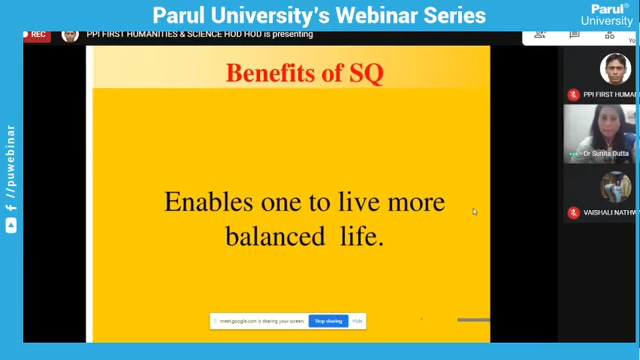 Parul University's Webinar Series
Parul®
University
REC
PPI FIRST HUMANITIES & SCIENCE HOD HOD is presenting
Yo
Benefits of SQ
PPI FIRST HUMA
Enables one to live more
balanced life.
Dr Sunita Dutta
VAISHALI NATHW
meet.google.com is sharing your screen.
Stop sharing
Hide
/puwebinar